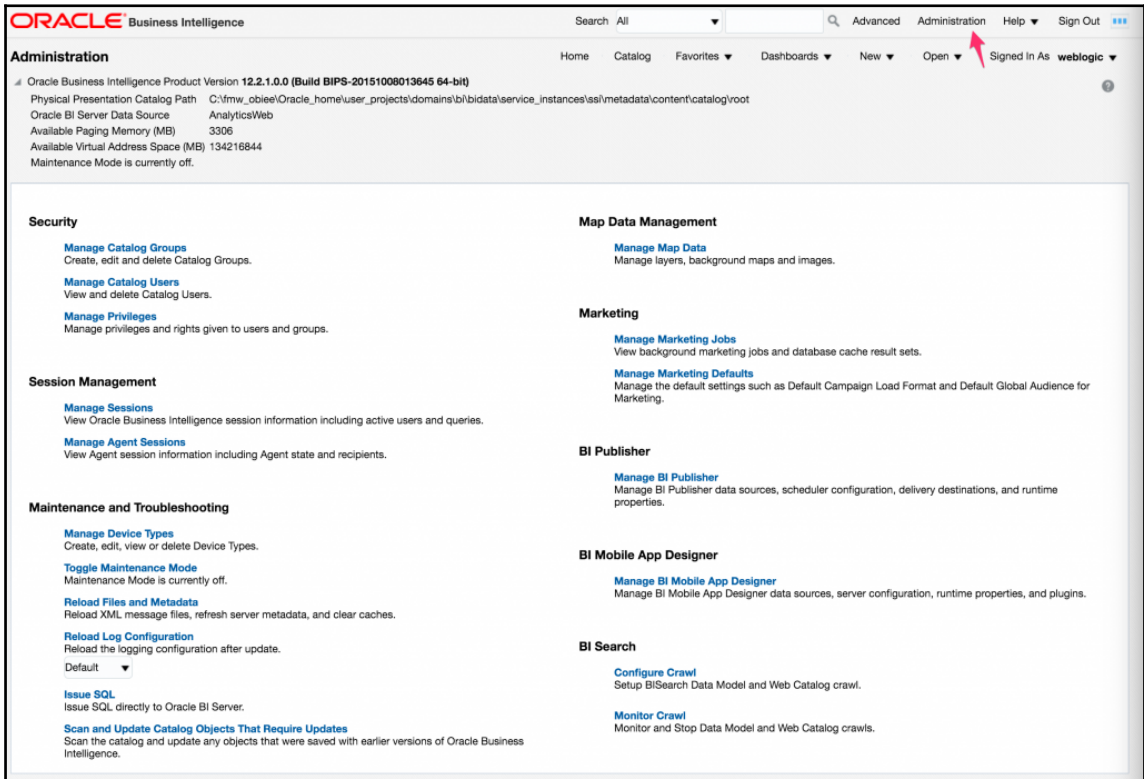 ORACLE Business Intelligence
Search All Advanced Administration Help Sign Out
Administration
Home Catalog Favorites Dashboards New Open Signed In As weblogic
Oracle Business Intelligence Product Version 12.2.1.0.0 (Build BIPS-20151008013645 64-bit)
Physical Presentation Catalog Path C:\fmw_obiee\Oracle_home\user_projects\domains\bi\bidata\service_instances\ssi\metadata\content\catalog\root
Oracle BI Server Data Source AnalyticsWeb
Available Paging Memory (MB) 3306
Available Virtual Address Space (MB) 134216844
Maintenance Mode is currently off.
Security
Manage Catalog Groups
Create, edit and delete Catalog Groups.
Manage Catalog Users
View and delete Catalog Users.
Manage Privileges
Manage privileges and rights given to users and groups.
Session Management
Manage Sessions
View Oracle Business Intelligence session information including active users and queries.
Manage Agent Sessions
View Agent session information including Agent state and recipients.
Maintenance and Troubleshooting
Manage Device Types
Create, edit, view or delete Device Types.
Toggle Maintenance Mode
Maintenance Mode is currently off.
Reload Files and Metadata
Reload XML message files, refresh server metadata, and clear caches.
Reload Log Configuration
Reload the logging configuration after update.
Default
Issue SQL
Issue SQL directly to Oracle BI Server.
Scan and Update Catalog Objects That Require Updates
Scan the catalog and update any objects that were saved with earlier versions of Oracle Business
Intelligence.
Map Data Management
Manage Map Data
Manage layers, background maps and images.
Marketing
Manage Marketing Jobs
View background marketing jobs and database cache result sets.
Manage Marketing Defaults
Manage the default settings such as Default Campaign Load Format and Default Global Audience for
Marketing.
BI Publisher
Manage BI Publisher
Manage BI Publisher data sources, scheduler configuration, delivery destinations, and runtime
properties.
BI Mobile App Designer
Manage BI Mobile App Designer
Manage BI Mobile App Designer data sources, server configuration, runtime properties, and plugins.
BI Search
Configure Crawl
Setup BISearch Data Model and Web Catalog crawl.
Monitor Crawl
Monitor and Stop Data Model and Web Catalog crawls.